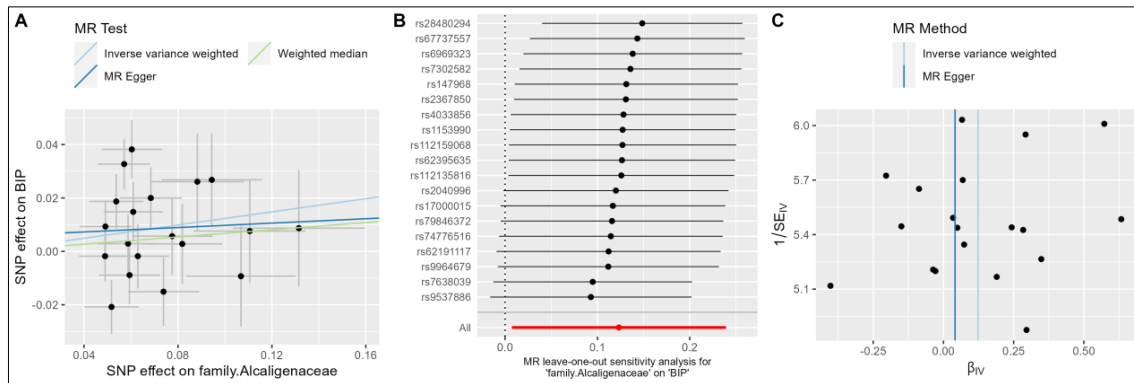 A
MR Test
Inverse variance weighted
Weighted median
MR Egger
SNP effect on BIP
0.04
0.02
0.00
-0.02
0.04
0.08
0.12
0.16
SNP effect on family.Alcaligenaceae
B
rs28480294
rs67737557
rs6969323
rs7302582
rs147968
rs2367850
rs4033856
rs1153990
rs112159068
rs62395635
rs112135816
rs2040996
rs17000015
rs79846372
rs74776516
rs62191117
rs9964679
rs7638039
rs9537886
All
0.0
0.1
0.2
MR leave-one-out sensitivity analysis for
'family.Alcaligenaceae' on 'BIP'
C
MR Method
Inverse variance weighted
MR Egger
1/SE_IV
6.0
5.7
5.4
5.1
-0.25
0.00
0.25
0.50
β_IV